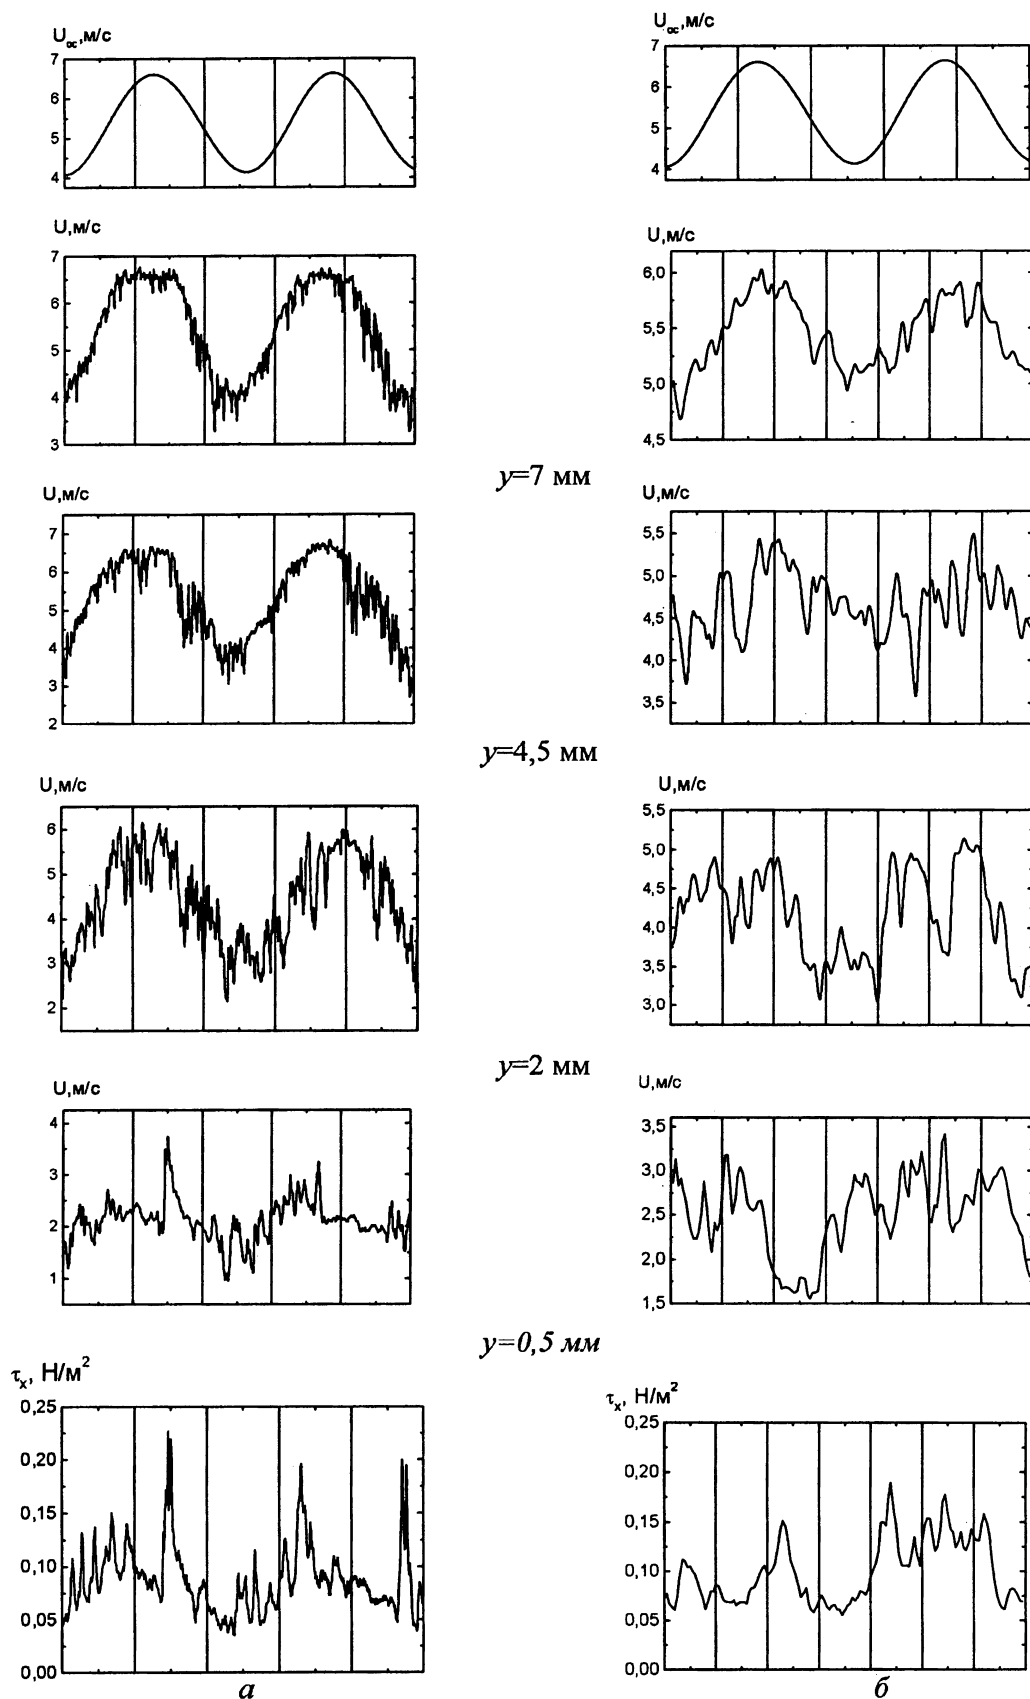 U∞,м/с U∞,м/с
7 7
6 6
5 5
4 4
U,м/с U,м/с
7 6,0
6 5,5
5 5,0
4 4,5
3
y=7 мм
U,м/с U,м/с
7 5,5
6 5,0
5 4,5
4 4,0
3 3,5
2
y=4,5 мм
U,м/с U,м/с
6 5,5
5 5,0
4 4,5
3 4,0
2 3,5
3,0
y=2 мм
U,м/с U,м/с
4 3,5
3 3,0
2 2,5
1 2,0
1,5
y=0,5 мм
τx, Н/м² τx, Н/м²
0,25 0,25
0,20 0,20
0,15 0,15
0,10 0,10
0,05 0,05
0,00 0,00
а б